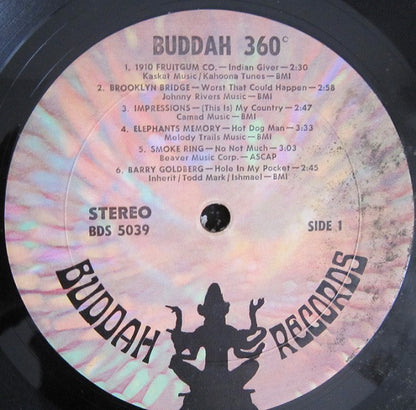 BUDDAH 360°
1. 1910 FRUITGUM CO. — Indian Giver — 2:30
Kaskat Music / Kahoona Tunes — BMI
2. BROOKLYN BRIDGE — Worst That Could Happen — 2:58
Johnny Rivers Music — BMI
3. IMPRESSIONS — (This Is) My Country — 2:47
Camad Music — BMI
4. ELEPHANTS MEMORY — Hot Dog Man — 3:33
Melody Trails Music — BMI
5. SMOKE RING — No Not Much — 3:03
Beaver Music Corp. — ASCAP
6. BARRY GOLDBERG — Hole In My Pocket — 2:45
Inherit / Todd Mark / Ishmael — BMI
STEREO
BDS 5039
SIDE 1
BUDDAH RECORDS